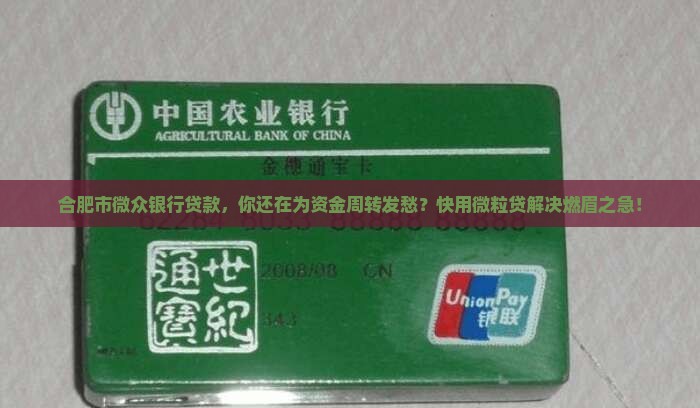 中国农业银行
AGRICULTURAL BANK OF CHINA
金穗通宝卡
合肥市微众银行贷款，你还在为资金周转发愁？快用微粒贷解决燃眉之急！
2008/08 CN
世紀
通寶
343
UnionPay
银联